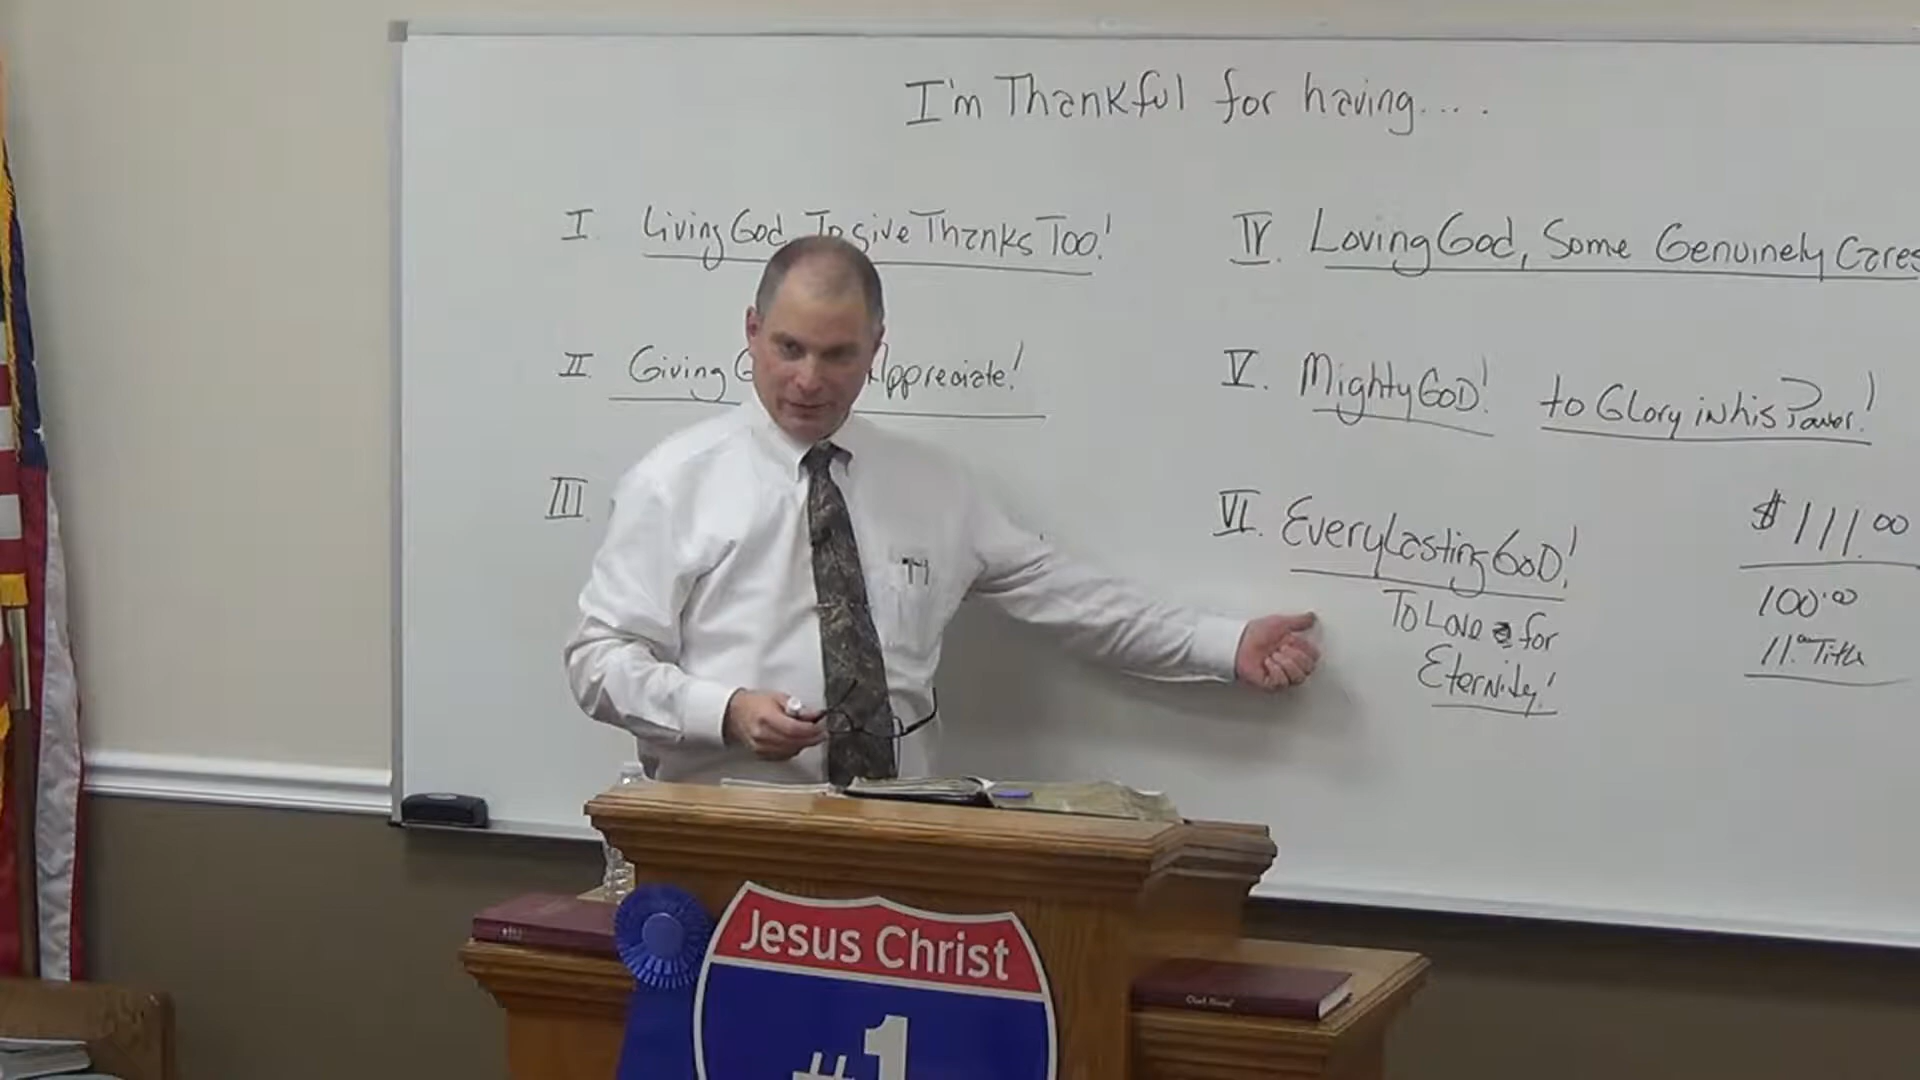 I'm Thankful for having....
I Living God, To give Thanks Too!
II Giving G Appreciate!
III
IV. Loving God, Some Genuinely Cares
V. Mighty GoD! to Glory in his Power!
VI. EveryLasting GoD!
To Love for
Eternity!
$111.00
100.00
11.00 Title
Jesus Christ
#1